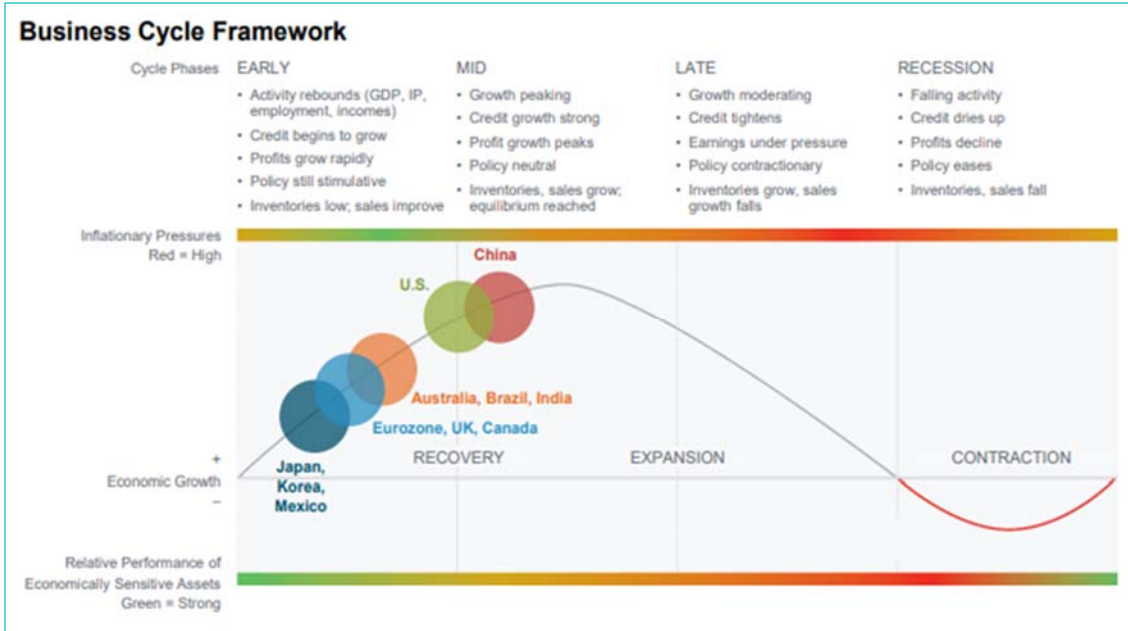 Business Cycle Framework
Cycle Phases
EARLY
• Activity rebounds (GDP, IP,
employment, incomes)
• Credit begins to grow
• Profits grow rapidly
• Policy still stimulative
• Inventories low; sales improve
MID
• Growth peaking
• Credit growth strong
• Profit growth peaks
• Policy neutral
• Inventories, sales grow;
equilibrium reached
LATE
• Growth moderating
• Credit tightens
• Earnings under pressure
• Policy contractionary
• Inventories grow, sales
growth falls
RECESSION
• Falling activity
• Credit dries up
• Profits decline
• Policy eases
• Inventories, sales fall
Inflationary Pressures
Red = High
China
U.S.
Australia, Brazil, India
Eurozone, UK, Canada
Japan,
Korea,
Mexico
RECOVERY
EXPANSION
CONTRACTION
+
Economic Growth
–
Relative Performance of
Economically Sensitive Assets
Green = Strong